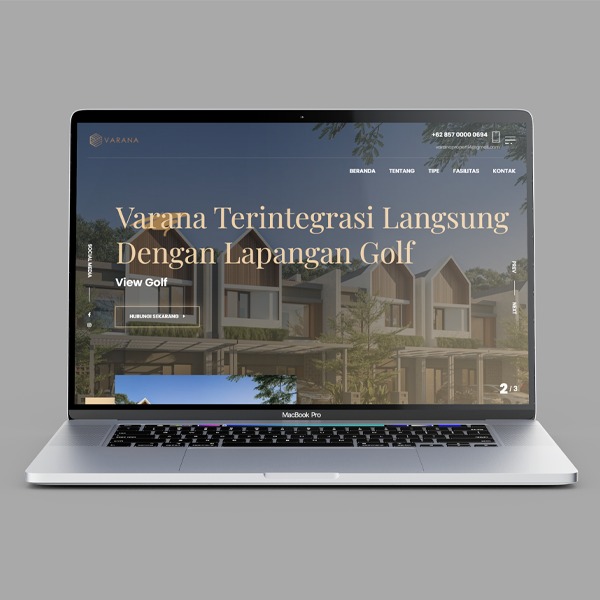 VARANA
+62 857 0000 0694
BERANDA TENTANG TIPE FASILITAS KONTAK
Varana Terintegrasi Langsung
Dengan Lapangan Golf
View Golf
HUBUNGI SEKARANG
SOCIAL MEDIA
PREV
NEXT
2 / 3
MacBook Pro